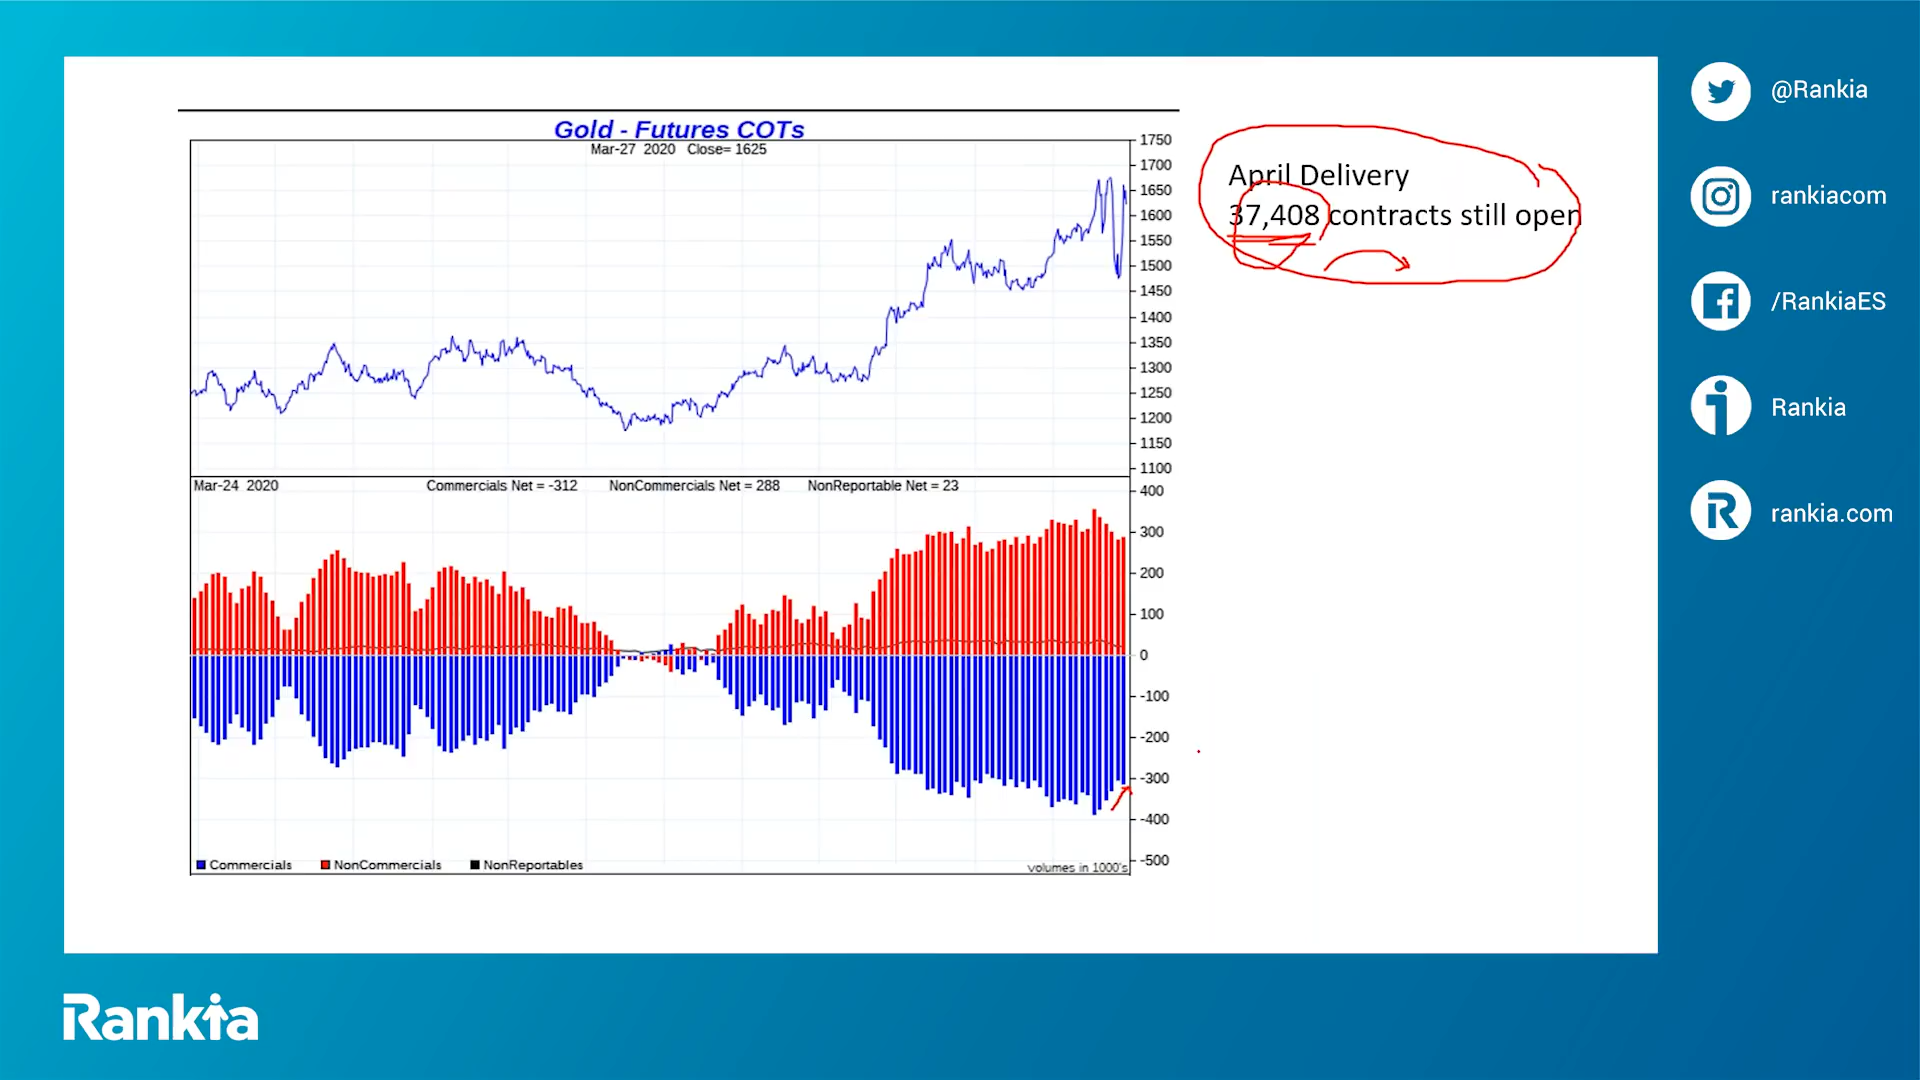 Gold - Futures COTs
Mar-27 2020 Close= 1625
1750
1700
1650
1600
1550
1500
1450
1400
1350
1300
1250
1200
1150
1100
Mar-24 2020 Commercials Net = -312 NonCommercials Net = 288 NonReportable Net = 23
400
300
200
100
0
-100
-200
-300
-400
-500
Commercials NonCommercials NonReportables
volumes in 1000's
April Delivery
37,408 contracts still open
@Rankia
rankiacom
/RankiaES
Rankia
rankia.com
Rankia